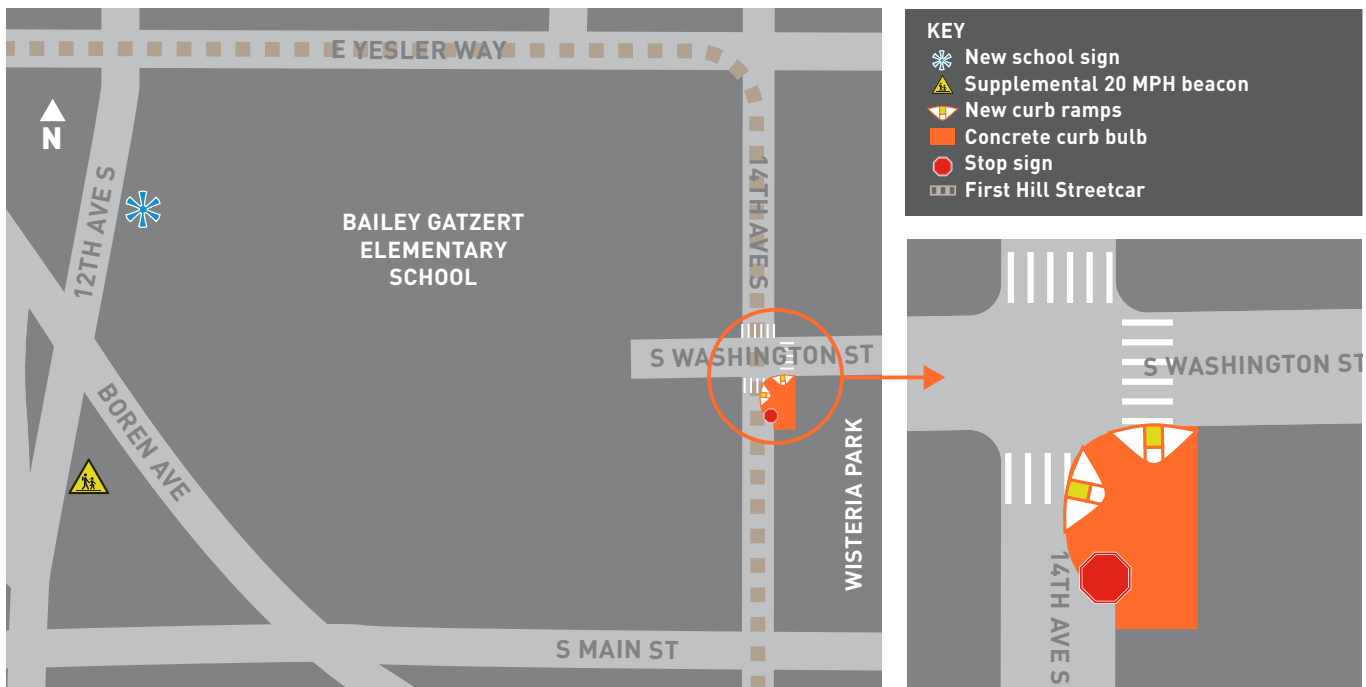 E YESLER WAY
N
12TH AVE S
BAILEY GATZERT
ELEMENTARY
SCHOOL
14TH AVE S
S WASHINGTON ST
BOREN AVE
WISTERIA PARK
S MAIN ST
KEY
New school sign
Supplemental 20 MPH beacon
New curb ramps
Concrete curb bulb
Stop sign
First Hill Streetcar
S WASHINGTON ST
14TH AVE S